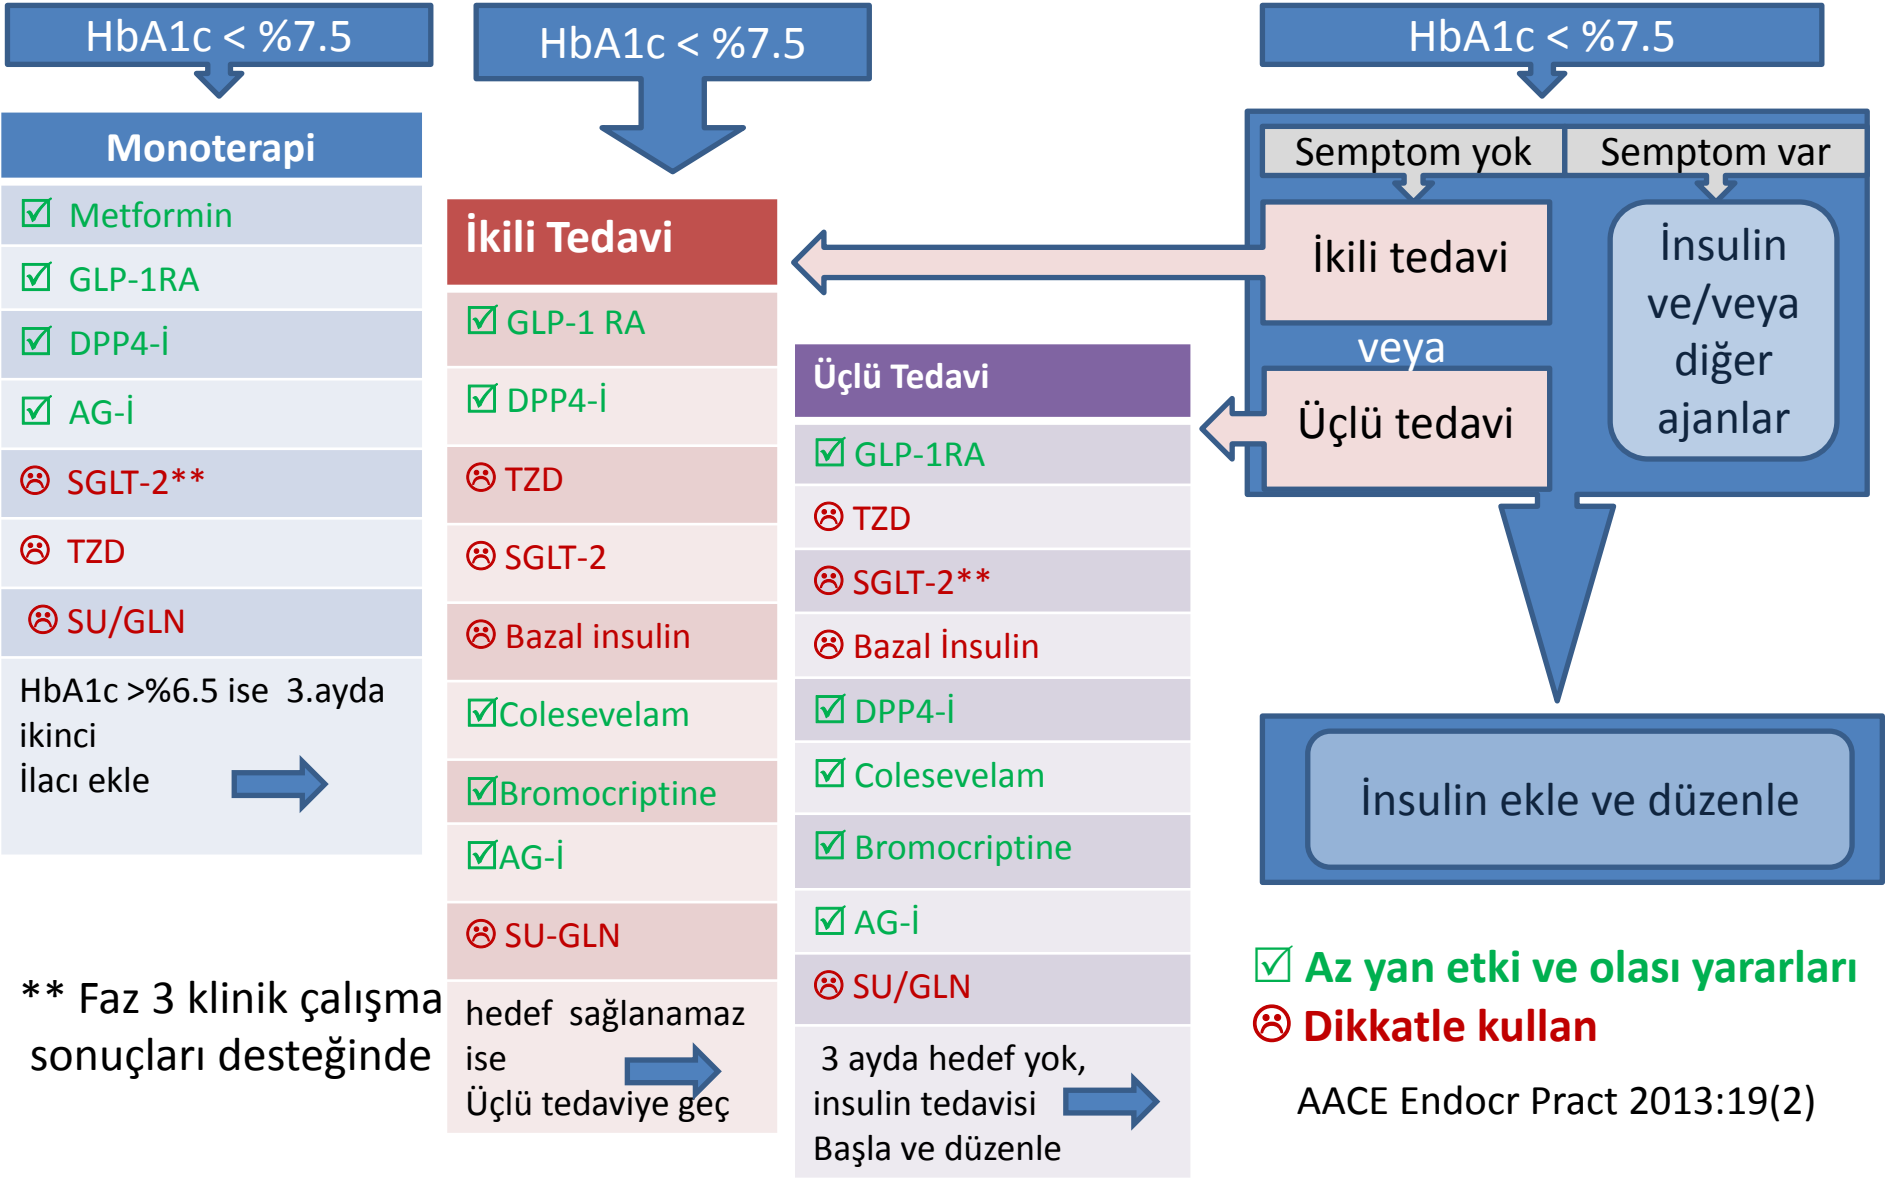 HbA1c < %7.5
Monoterapi
Metformin
GLP-1RA
DPP4-İ
AG-İ
SGLT-2**
TZD
SU/GLN
HbA1c >%6.5 ise 3.ayda
ikinci
İlacı ekle
** Faz 3 klinik çalışma
sonuçları desteğinde
HbA1c < %7.5
İkili Tedavi
GLP-1 RA
DPP4-İ
TZD
SGLT-2
Bazal insulin
Colesevelam
Bromocriptine
AG-İ
SU-GLN
hedef sağlanamaz
ise
Üçlü tedaviye geç
Üçlü Tedavi
GLP-1RA
TZD
SGLT-2**
Bazal İnsulin
DPP4-İ
Colesevelam
Bromocriptine
AG-İ
SU/GLN
3 ayda hedef yok,
insulin tedavisi
Başla ve düzenle
HbA1c < %7.5
Semptom yok
Semptom var
İkili tedavi
veya
Üçlü tedavi
İnsulin
ve/veya
diğer
ajanlar
İnsulin ekle ve düzenle
Az yan etki ve olası yararları
Dikkatle kullan
AACE Endocr Pract 2013:19(2)